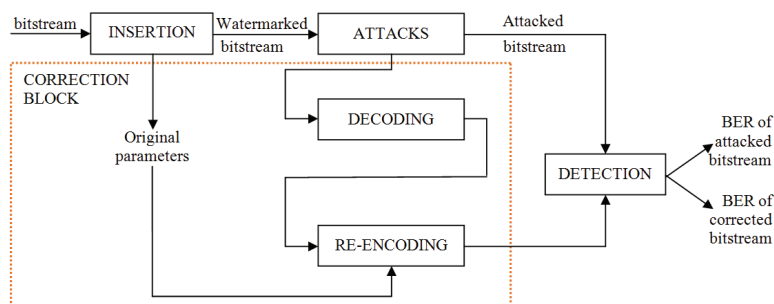 bitstream
INSERTION
Watermarked
bitstream
ATTACKS
Attacked
bitstream
CORRECTION
BLOCK
Original
parameters
DECODING
RE-ENCODING
DETECTION
BER of
attacked
bitstream
BER of
corrected
bitstream